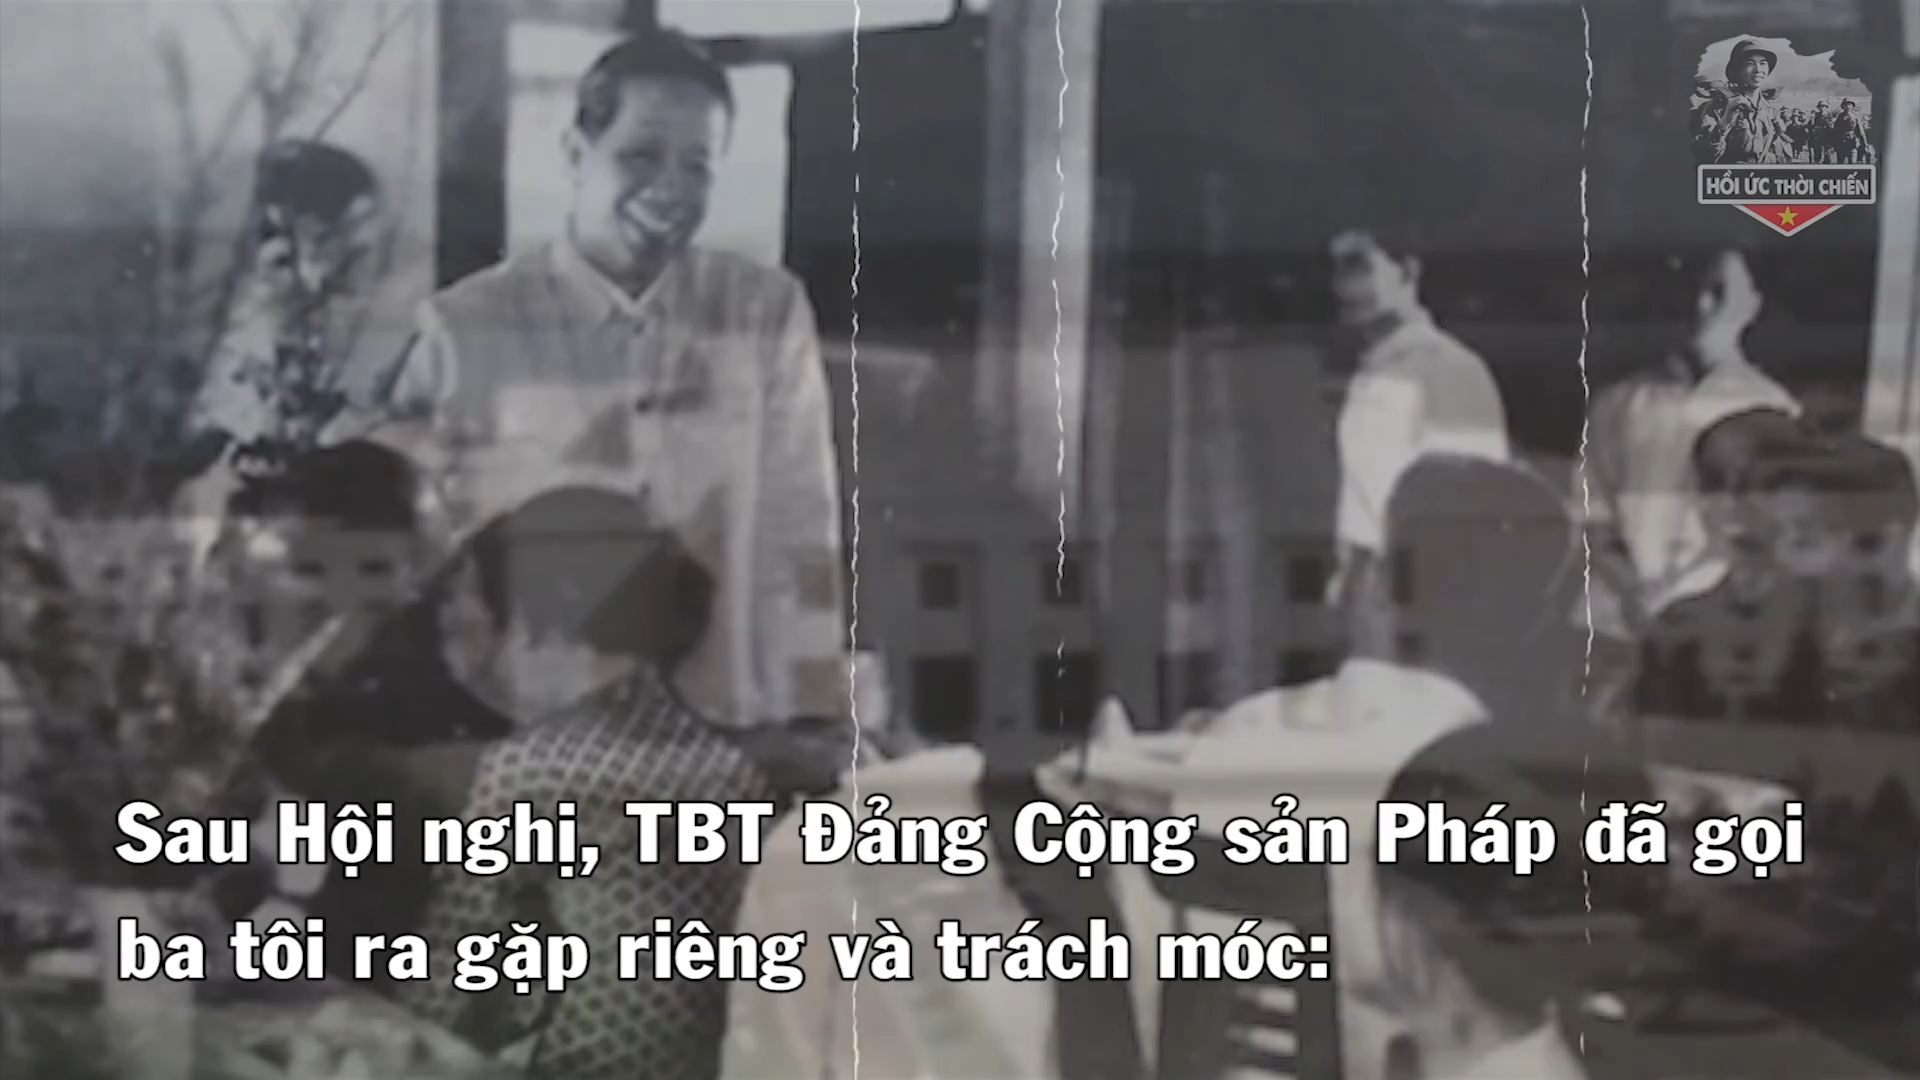 HỒI ỨC THỜI CHIẾN
Sau Hội nghị, TBT Đảng Cộng sản Pháp đã gọi
ba tôi ra gặp riêng và trách móc: